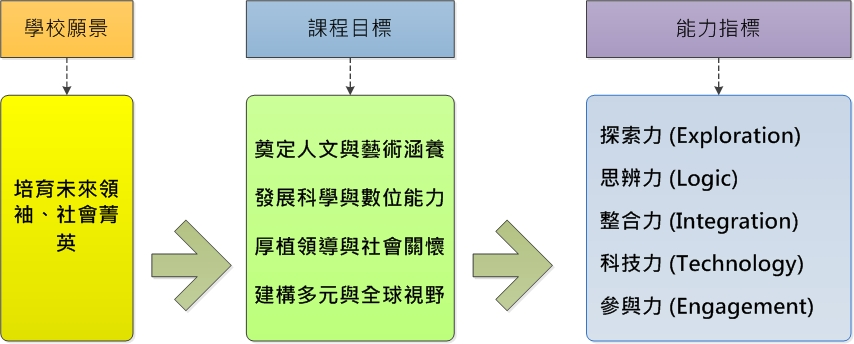 學校願景
課程目標
能力指標
培育未來領
袖、社會菁
英
奠定人文與藝術涵養
發展科學與數位能力
厚植領導與社會關懷
建構多元與全球視野
探索力 (Exploration)
思辨力 (Logic)
整合力 (Integration)
科技力 (Technology)
參與力 (Engagement)